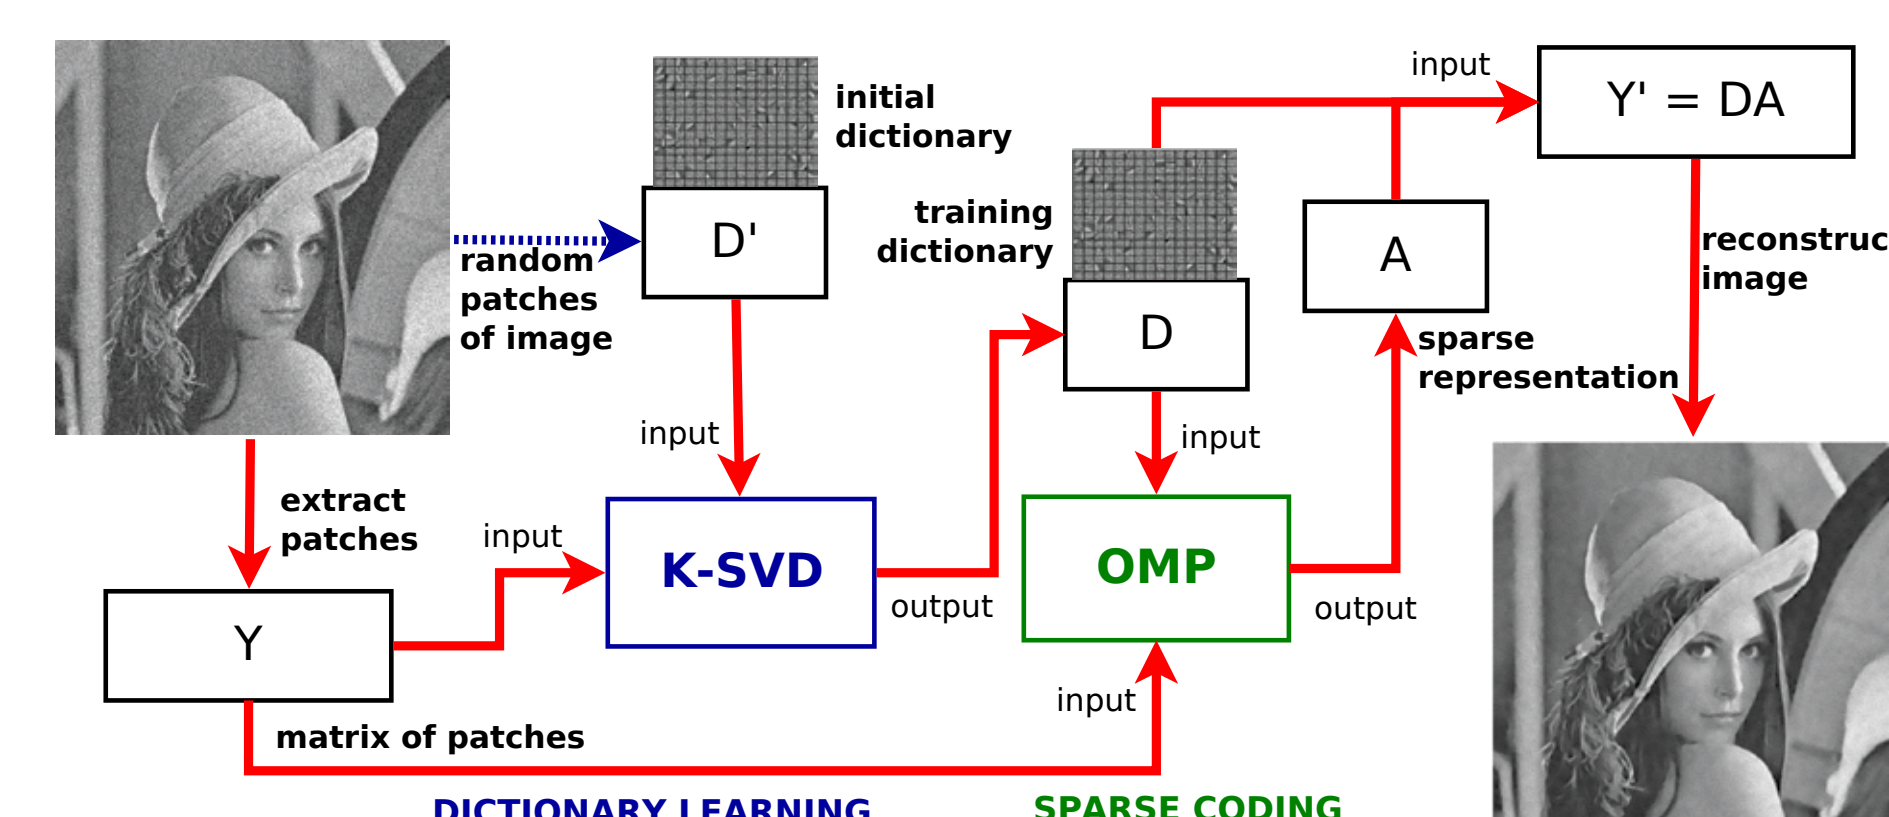 initial
dictionary
D'
random
patches
of image
extract
patches
Y
matrix of patches
input
input
K-SVD
output
training
dictionary
D
input
OMP
input
output
sparse
representation
A
input
Y' = DA
reconstruc
image
DICTIONARY LEARNING
SPARSE CODING